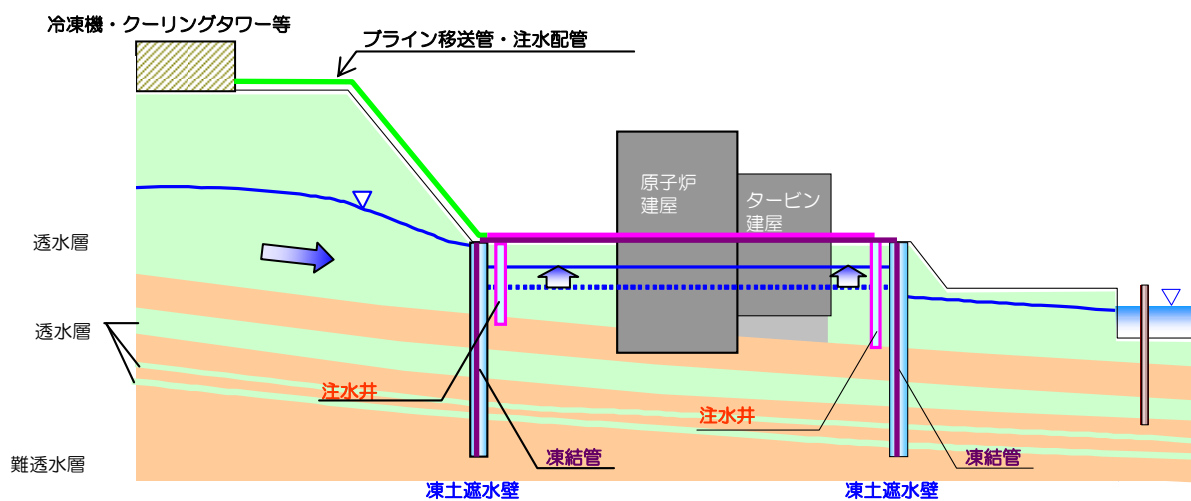 冷凍機・クーリングタワー等
ブライン移送管・注水配管
原子炉
建屋
タービン
建屋
透水層
透水層
注水井
注水井
凍結管
凍結管
難透水層
凍土遮水壁
凍土遮水壁